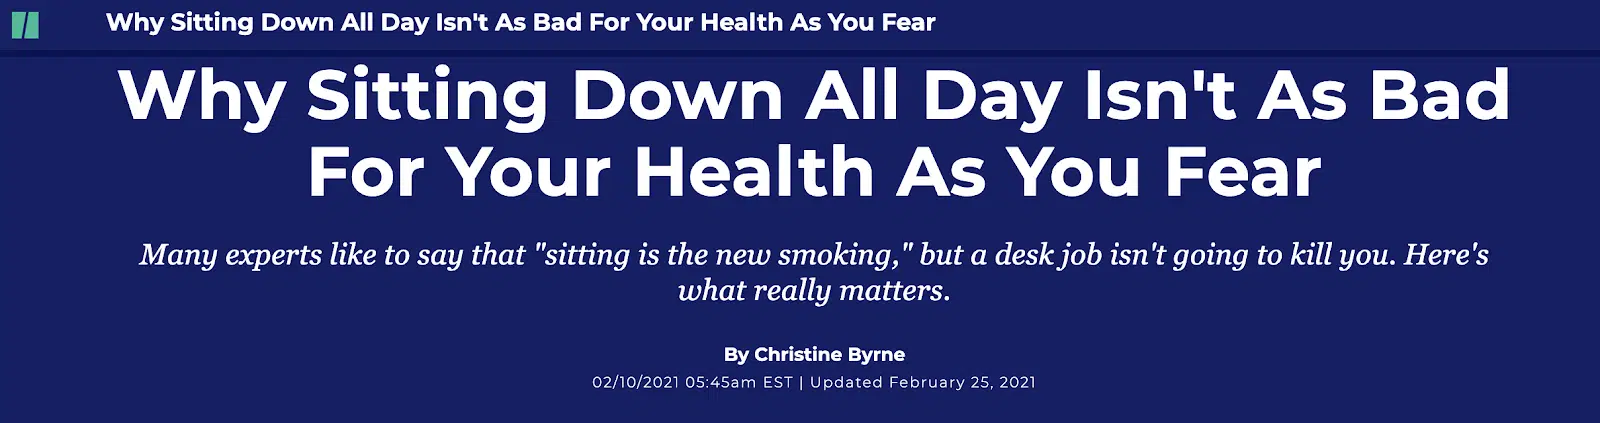 Why Sitting Down All Day Isn't As Bad For Your Health As You Fear
Why Sitting Down All Day Isn't As Bad
For Your Health As You Fear
Many experts like to say that "sitting is the new smoking," but a desk job isn't going to kill you. Here's
what really matters.
By Christine Byrne
02/10/2021 05:45am EST | Updated February 25, 2021